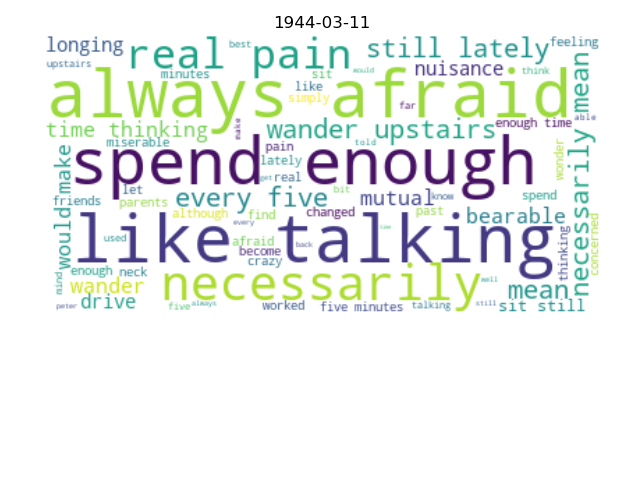 1944-03-11
longing
real pain
best
still lately
feeling
upstairs
minutes
sit
would
nuisance
think
always afraid
like
simply
far
necessarily mean
able
time thinking
make
wander upstairs
enough time
miserable
told
wonder
would make
spend enough
pain
lately
get
real
friends
let
parents
every five
bit
mutual
know
spend
although
find
changed
past
bearable
concerned
used
every
like talking
afraid
become
back
thinking
crazy
mind
enough
neck
wander
necessarily
well
mean
peter
drive
five
always
worked
five minutes
talking
still
sit still